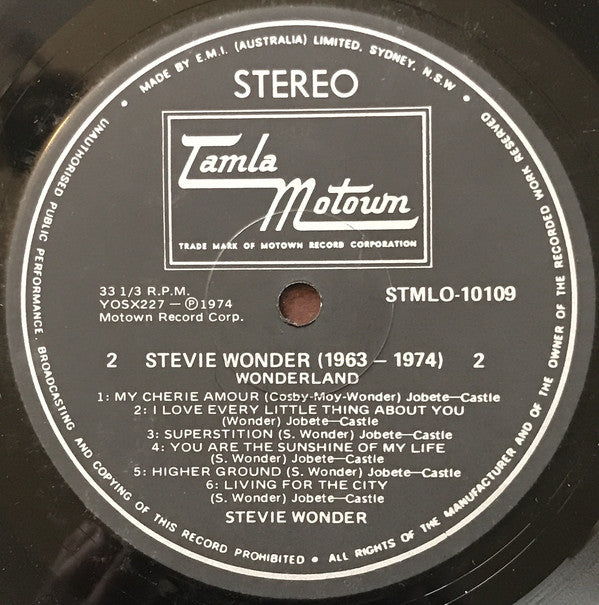 • MADE BY E.M.I. (AUSTRALIA) LIMITED, SYDNEY, N.S.W •
STEREO
Tamla
Motown
TRADE MARK OF MOTOWN RECORD CORPORATION
33 1/3 R.P.M.
YOSX227 – Ⓟ1974
Motown Record Corp.
STMLO-10109
2 STEVIE WONDER (1963 – 1974) 2
WONDERLAND
1: MY CHERIE AMOUR (Cosby-Moy-Wonder) Jobete–Castle
2: I LOVE EVERY LITTLE THING ABOUT YOU
(Wonder) Jobete–Castle
3: SUPERSTITION (S. Wonder) Jobete–Castle
4: YOU ARE THE SUNSHINE OF MY LIFE
(S. Wonder) Jobete–Castle
5: HIGHER GROUND (S. Wonder) Jobete–Castle
6: LIVING FOR THE CITY
(S. Wonder) Jobete–Castle
STEVIE WONDER
UNAUTHORISED PUBLIC PERFORMANCE, BROADCASTING AND COPYING OF THIS RECORD PROHIBITED • ALL RIGHTS OF THE MANUFACTURER AND OF THE OWNER OF THE RECORDED WORK RESERVED